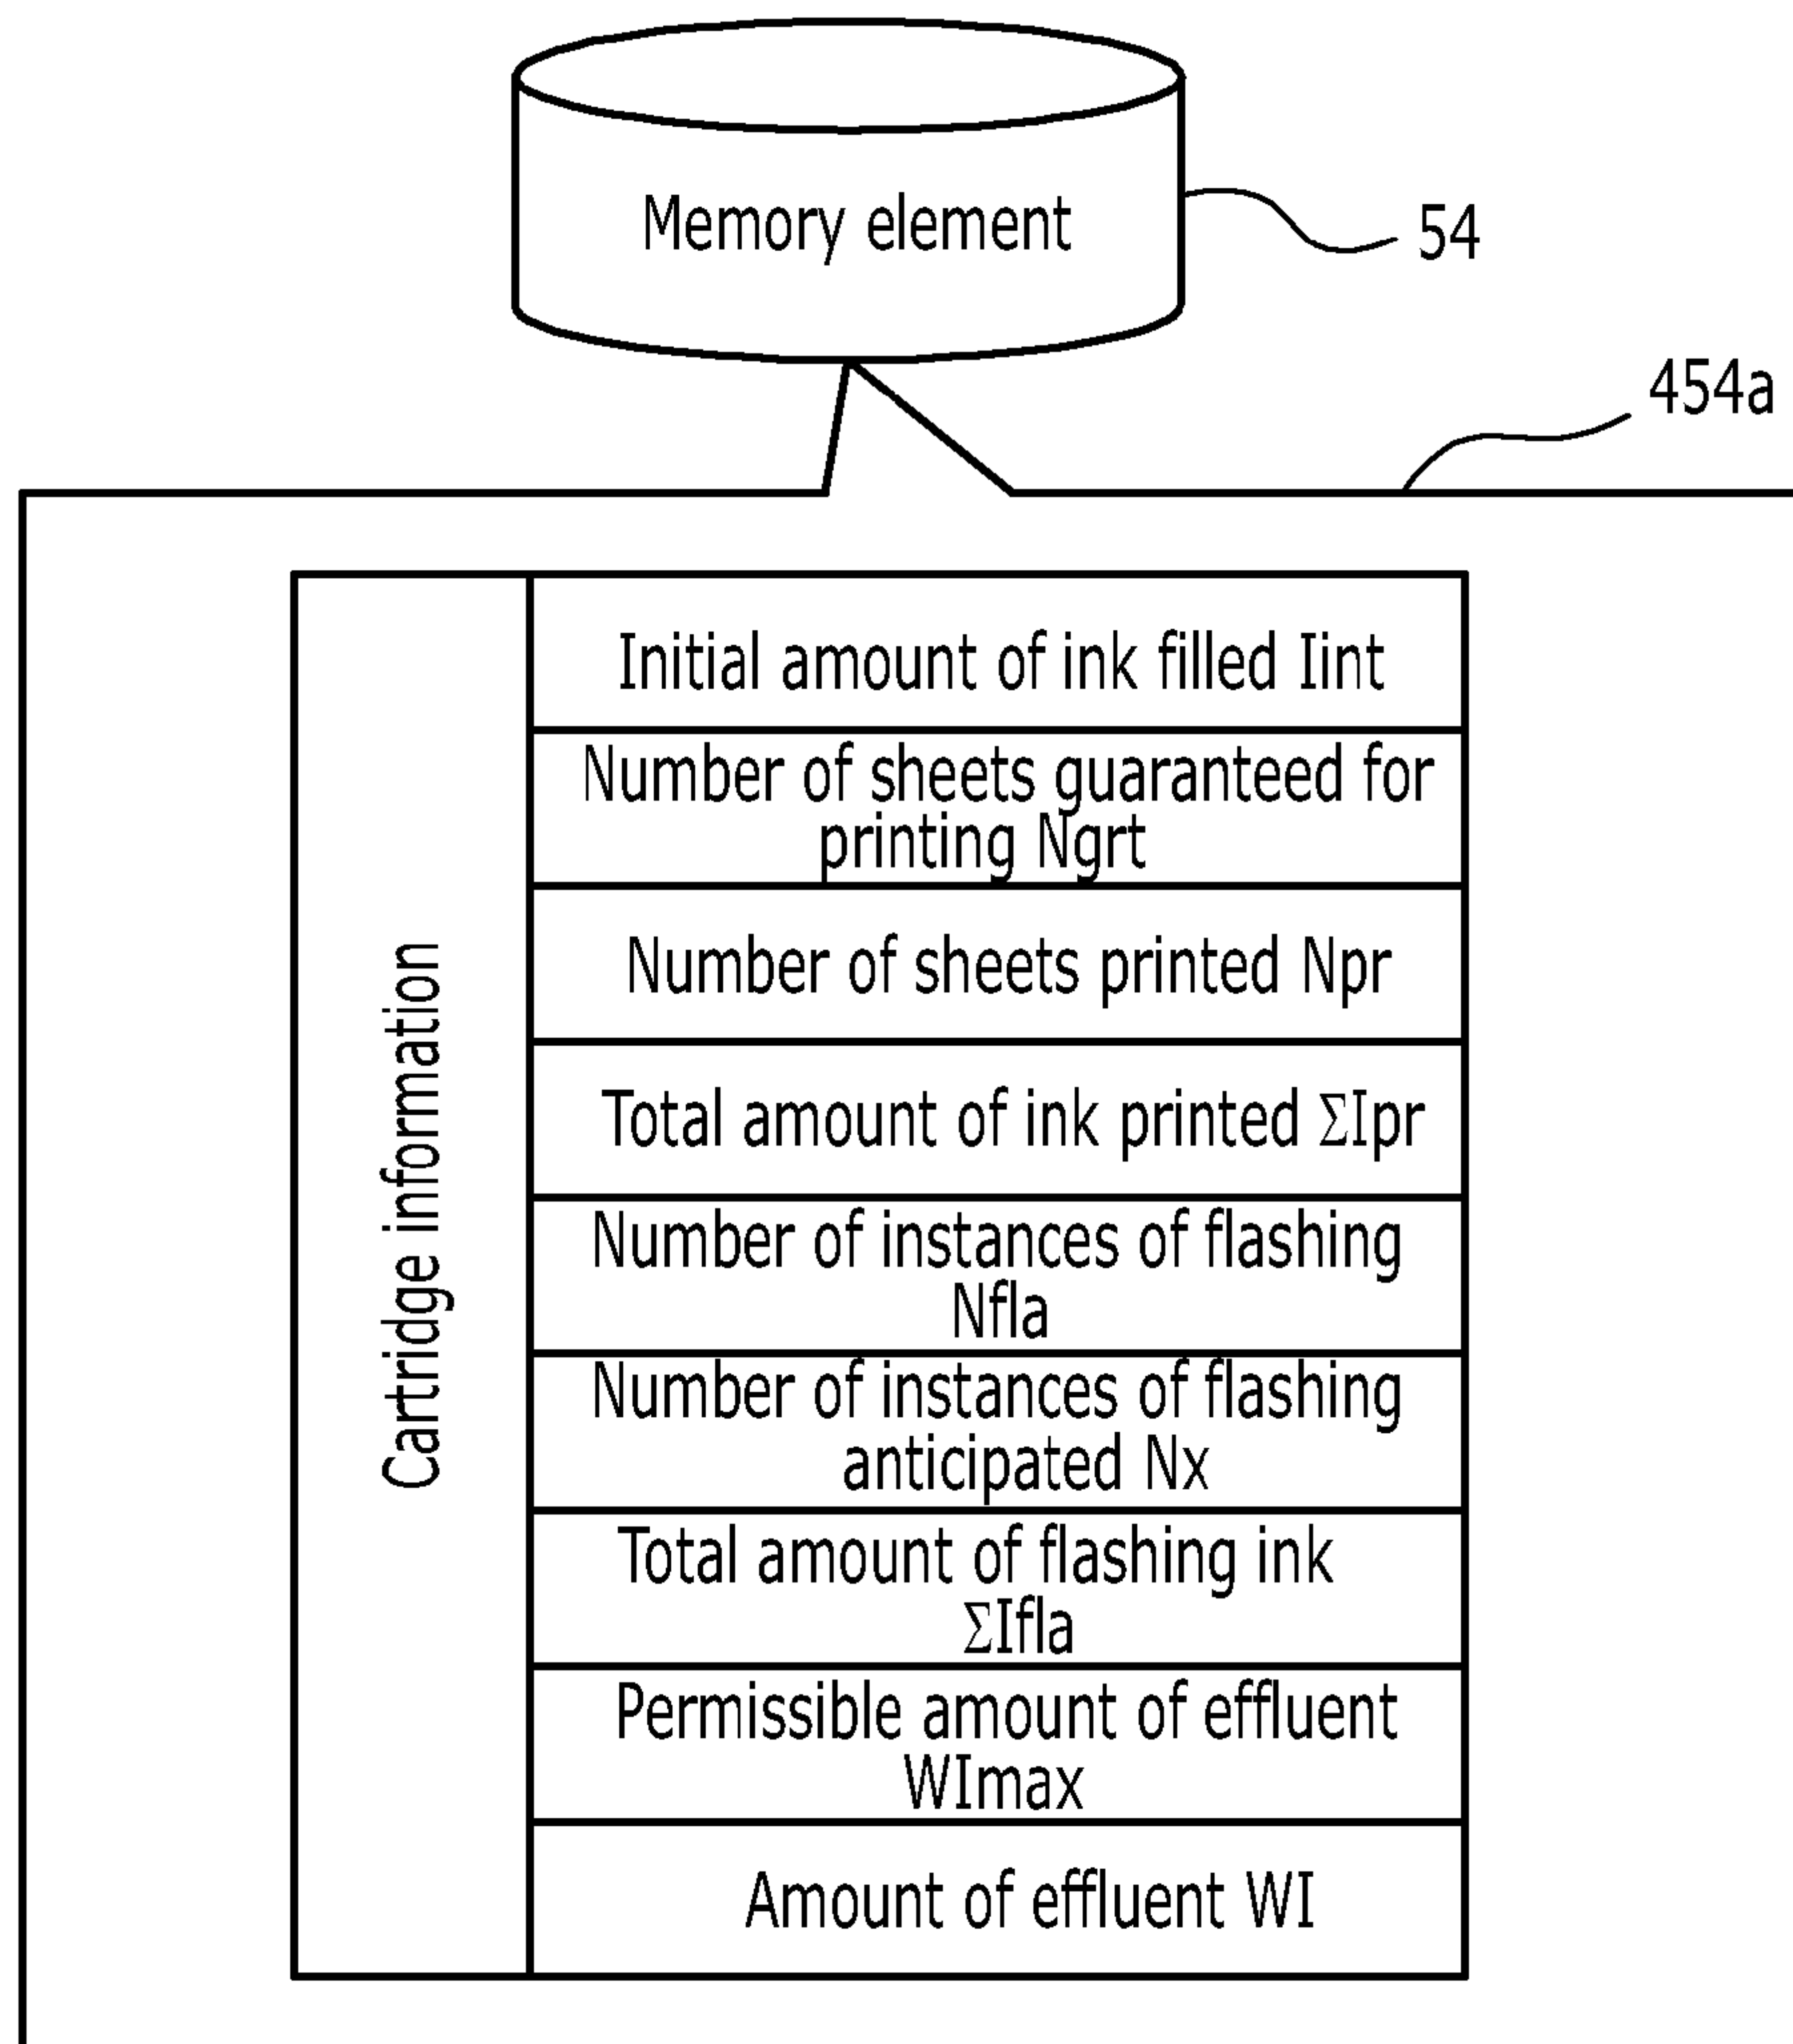 Memory element
54
454a
Cartridge information
Initial amount of ink filled Iint
Number of sheets guaranteed for
printing Ngrt
Number of sheets printed Npr
Total amount of ink printed ΣIpr
Number of instances of flashing
Nfla
Number of instances of flashing
anticipated Nx
Total amount of flashing ink
ΣIfla
Permissible amount of effluent
WImax
Amount of effluent WI